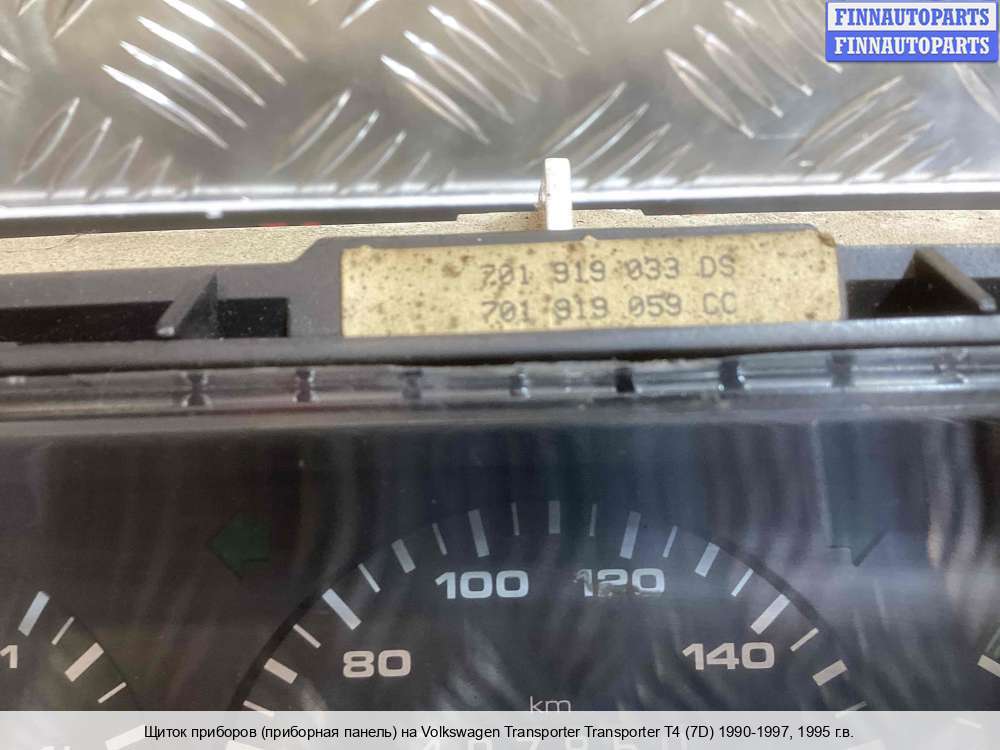 FINNAUTOPARTS
FINNAUTOPARTS
701 919 033 DS
701 919 059 CC
100 120
80 140
1
km
Щиток приборов (приборная панель) на Volkswagen Transporter Transporter T4 (7D) 1990-1997, 1995 г.в.